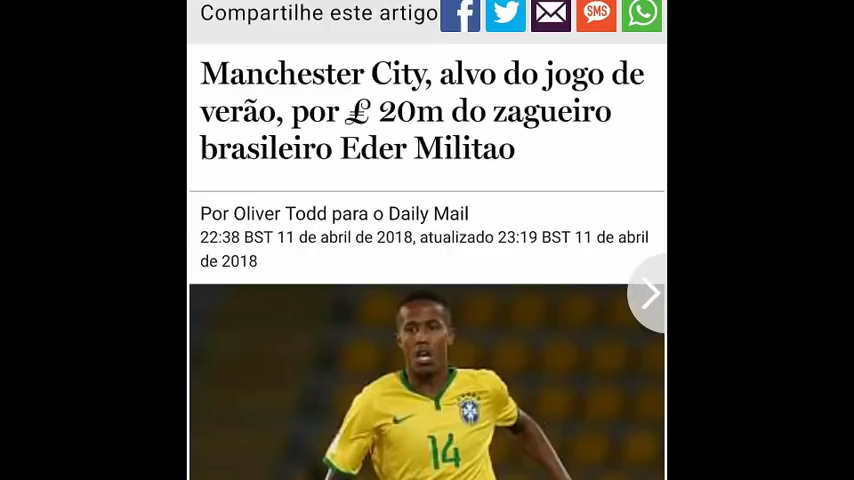 Compartilhe este artigo
SMS
Manchester City, alvo do jogo de
verão, por £ 20m do zagueiro
brasileiro Eder Militao
Por Oliver Todd para o Daily Mail
22:38 BST 11 de abril de 2018, atualizado 23:19 BST 11 de abril
de 2018
14